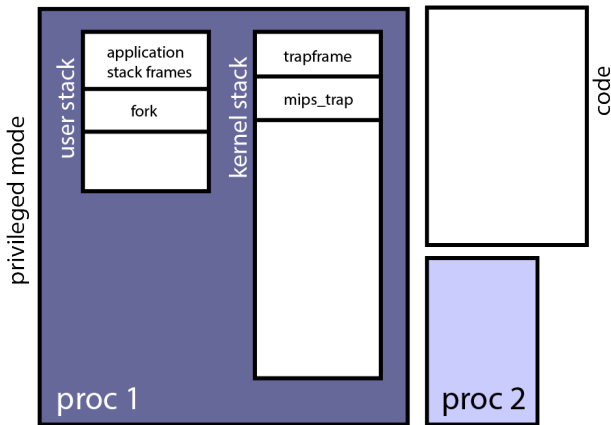 privileged mode
user stack
application
stack frames
fork
kernel stack
trapframe
mips_trap
proc 1
code
proc 2